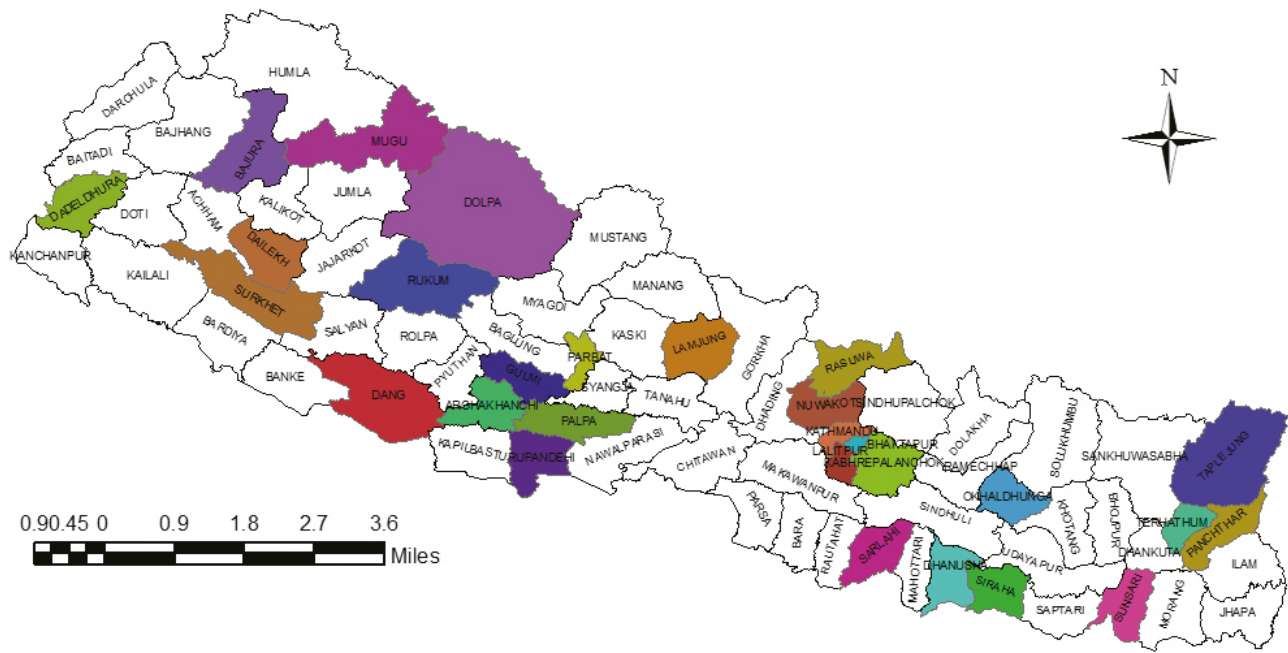 N
HUMLA
DARCHULA
BAJHANG
BAJURA
MUGU
BAITADI
DADELDHURA
DOTI
ACHHAM
KALIKOT
JUMLA
DOLPA
MUSTANG
KANCHANPUR
KAILALI
DAILEKH
JAJARKOT
RUKUM
SURKHET
MYAGDI
MANANG
BARDIYA
SALYAN
ROLPA
BAGLUNG
KASKI
LAMJUNG
GORKHA
BANKE
DANG
PYUTHAN
GULMI
PARBAT
SYANGJA
TANAHU
DHADING
RASUWA
NUWAKOT
SINDHUPALCHOK
ARGHAKHANCHI
PALPA
KATHMANDU
BHAKTAPUR
LALITPUR
KABHREPALANCHOK
DOLAKHA
RAMECHHAP
SOLUKHUMBU
SANKHUWASABHA
TAPLEJUNG
KAPILBASTU
RUPANDEHI
NAWALPARASI
CHITAWAN
MAKAWANPUR
OKHALDHUNGA
SINDHULI
KHOTANG
BHOJPUR
TERHATHUM
PANCHTHAR
DHANKUTA
ILAM
PARSA
BARA
RAUTAHAT
SARLAHI
MAHOTTARI
DHANUSHA
SIRAHA
UDAYAPUR
SAPTARI
SUNSARI
MORANG
JHAPA
0.90.45 0 0.9 1.8 2.7 3.6
Miles